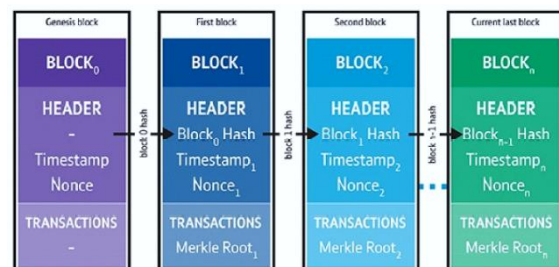 Genesis block
BLOCK0
HEADER
-
Timestamp
Nonce
TRANSACTIONS
-
block 0 hash
First block
BLOCK1
HEADER
Block0 Hash
Timestamp1
Nonce1
TRANSACTIONS
Merkle Root1
block 1 hash
Second block
BLOCK2
HEADER
Block1 Hash
Timestamp2
Nonce2
TRANSACTIONS
Merkle Root2
block n-1 hash
Current last block
BLOCKn
HEADER
Blockn-1 Hash
Timestampn
Noncen
TRANSACTIONS
Merkle Rootn